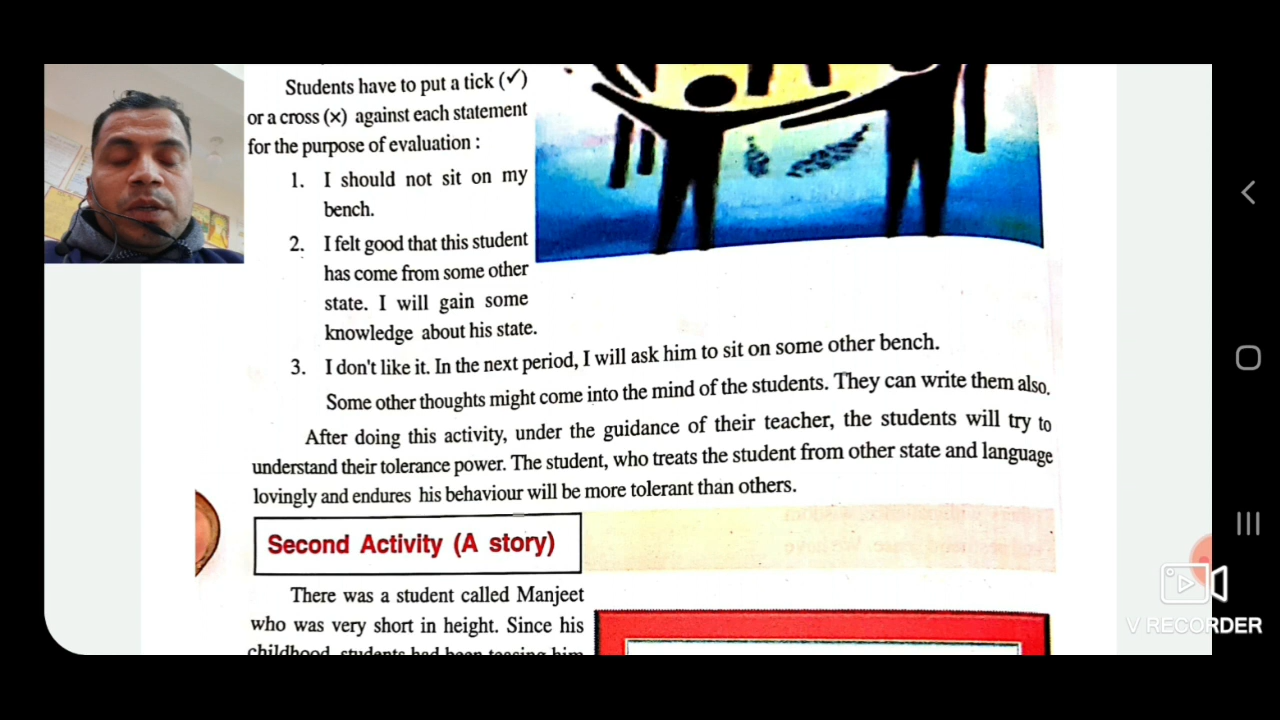 Students have to put a tick (✓)
or a cross (×) against each statement
for the purpose of evaluation :
1. I should not sit on my
bench.
2. I felt good that this student
has come from some other
state. I will gain some
knowledge about his state.
3. I don't like it. In the next period, I will ask him to sit on some other bench.
Some other thoughts might come into the mind of the students. They can write them also.
After doing this activity, under the guidance of their teacher, the students will try to
understand their tolerance power. The student, who treats the student from other state and language
lovingly and endures his behaviour will be more tolerant than others.
Second Activity (A story)
There was a student called Manjeet
who was very short in height. Since his
childhood, students had been teasing him
V RECORDER